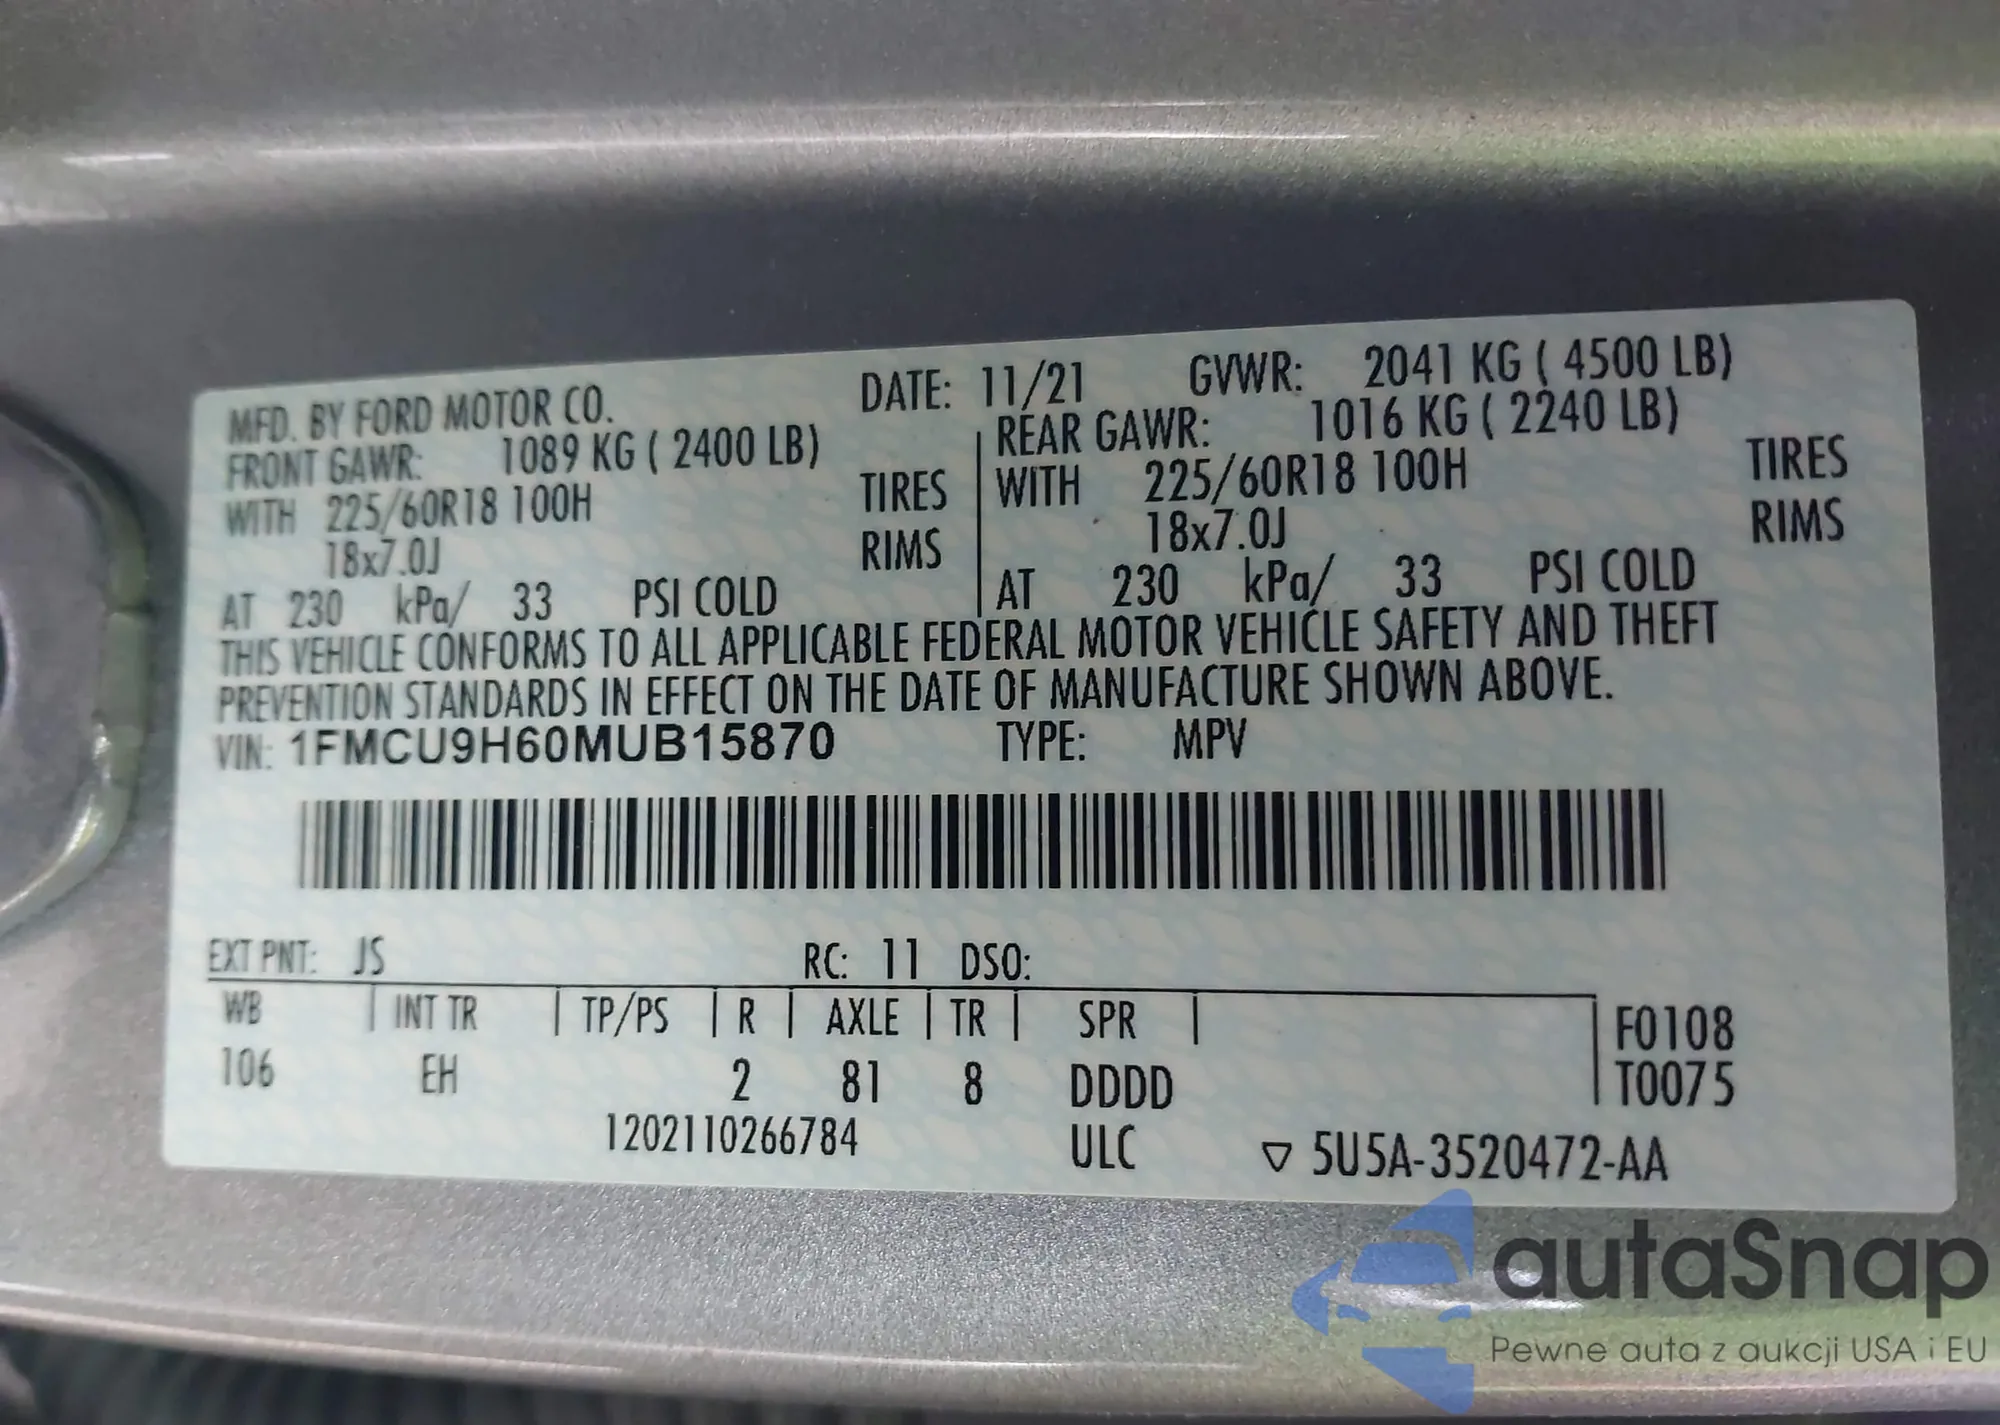 MFD. BY FORD MOTOR CO. DATE: 11/21 GVWR: 2041 KG ( 4500 LB)
FRONT GAWR: 1089 KG ( 2400 LB) REAR GAWR: 1016 KG ( 2240 LB)
WITH 225/60R18 100H TIRES WITH 225/60R18 100H TIRES
18x7.0J RIMS 18x7.0J RIMS
AT 230 kPa/ 33 PSI COLD AT 230 kPa/ 33 PSI COLD
THIS VEHICLE CONFORMS TO ALL APPLICABLE FEDERAL MOTOR VEHICLE SAFETY AND THEFT
PREVENTION STANDARDS IN EFFECT ON THE DATE OF MANUFACTURE SHOWN ABOVE.
VIN: 1FMCU9H60MUB15870 TYPE: MPV
EXT PNT: JS RC: 11 DSO:
WB INT TR TP/PS R AXLE TR SPR F0108
106 EH 2 81 8 DDDD T0075
1202110266784 ULC ▽ 5U5A-3520472-AA
autaSnap
Pewne auta z aukcji USA i EU